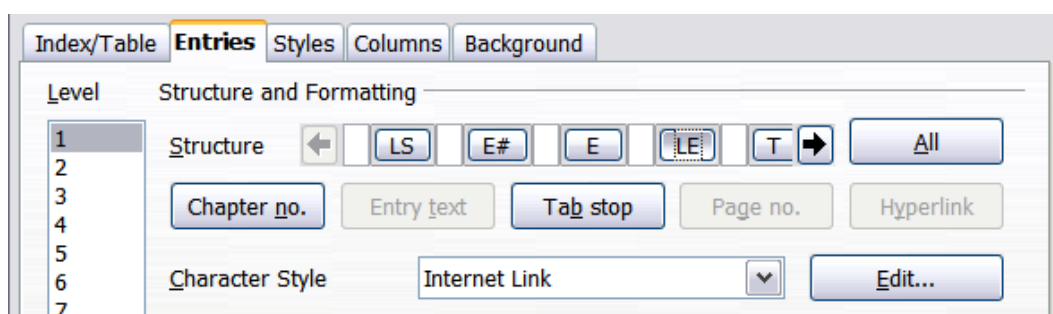 Index/Table Entries Styles Columns Background
Level Structure and Formatting
1
Structure LS E# E LE T All
2
3
Chapter no. Entry text Tab stop Page no. Hyperlink
4
5
6
Character Style Internet Link Edit...
7